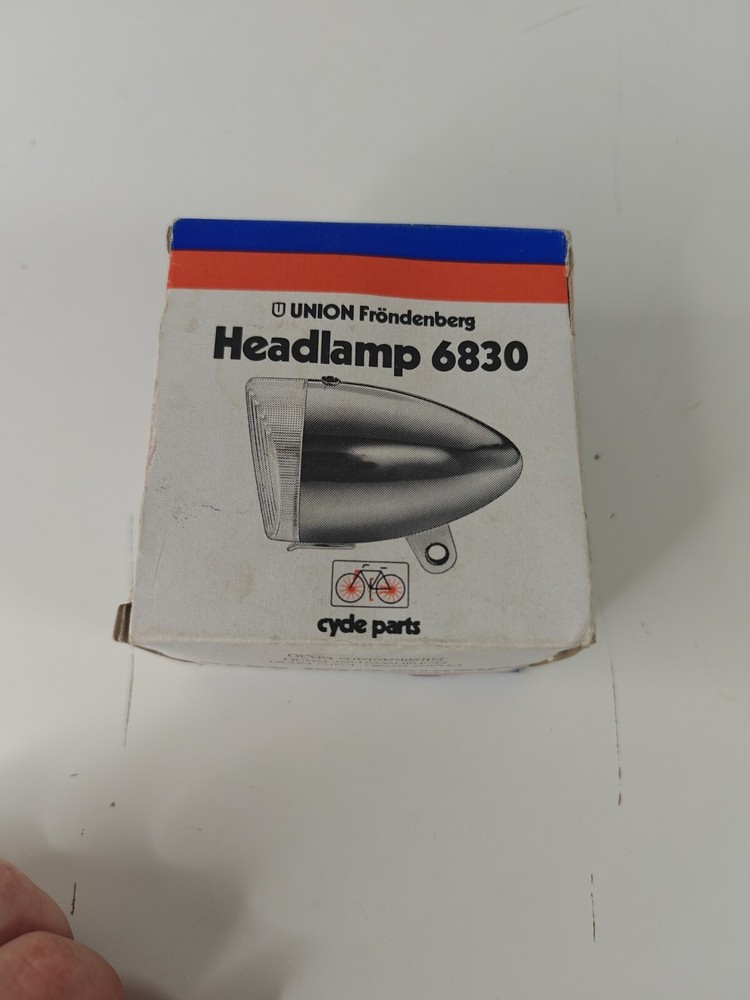 U UNION Fröndenberg
Headlamp 6830
cycle parts